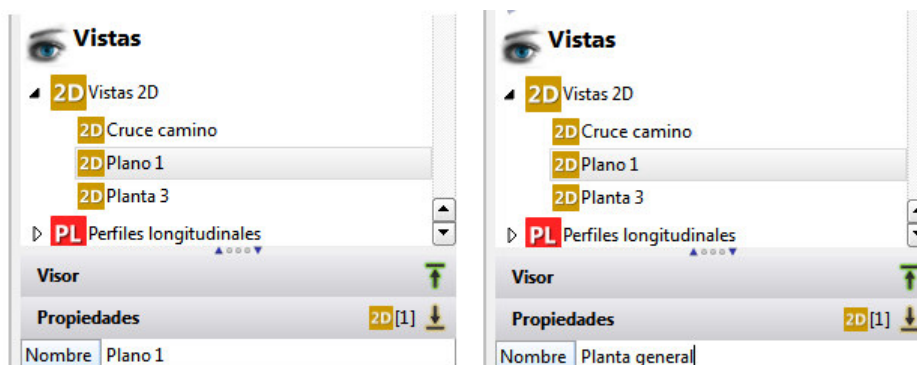 Vistas
2D Vistas 2D
2D Cruce camino
2D Plano 1
2D Planta 3
PL Perfiles longitudinales
Visor
Propiedades 2D [1]
Nombre Plano 1
Vistas
2D Vistas 2D
2D Cruce camino
2D Plano 1
2D Planta 3
PL Perfiles longitudinales
Visor
Propiedades 2D [1]
Nombre Planta general